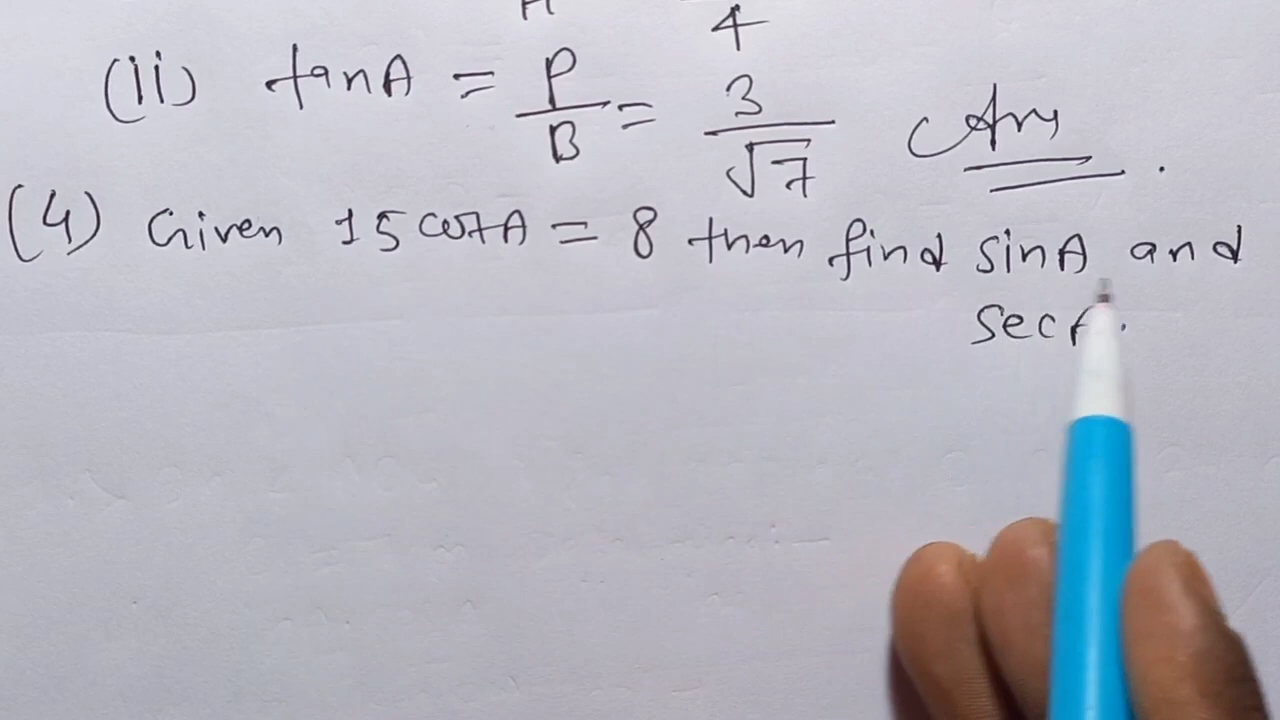 4
(ii) tanA = P/B = 3/√7 Ans.
(4) Given 15 cotA = 8 then find sinA and
secA.